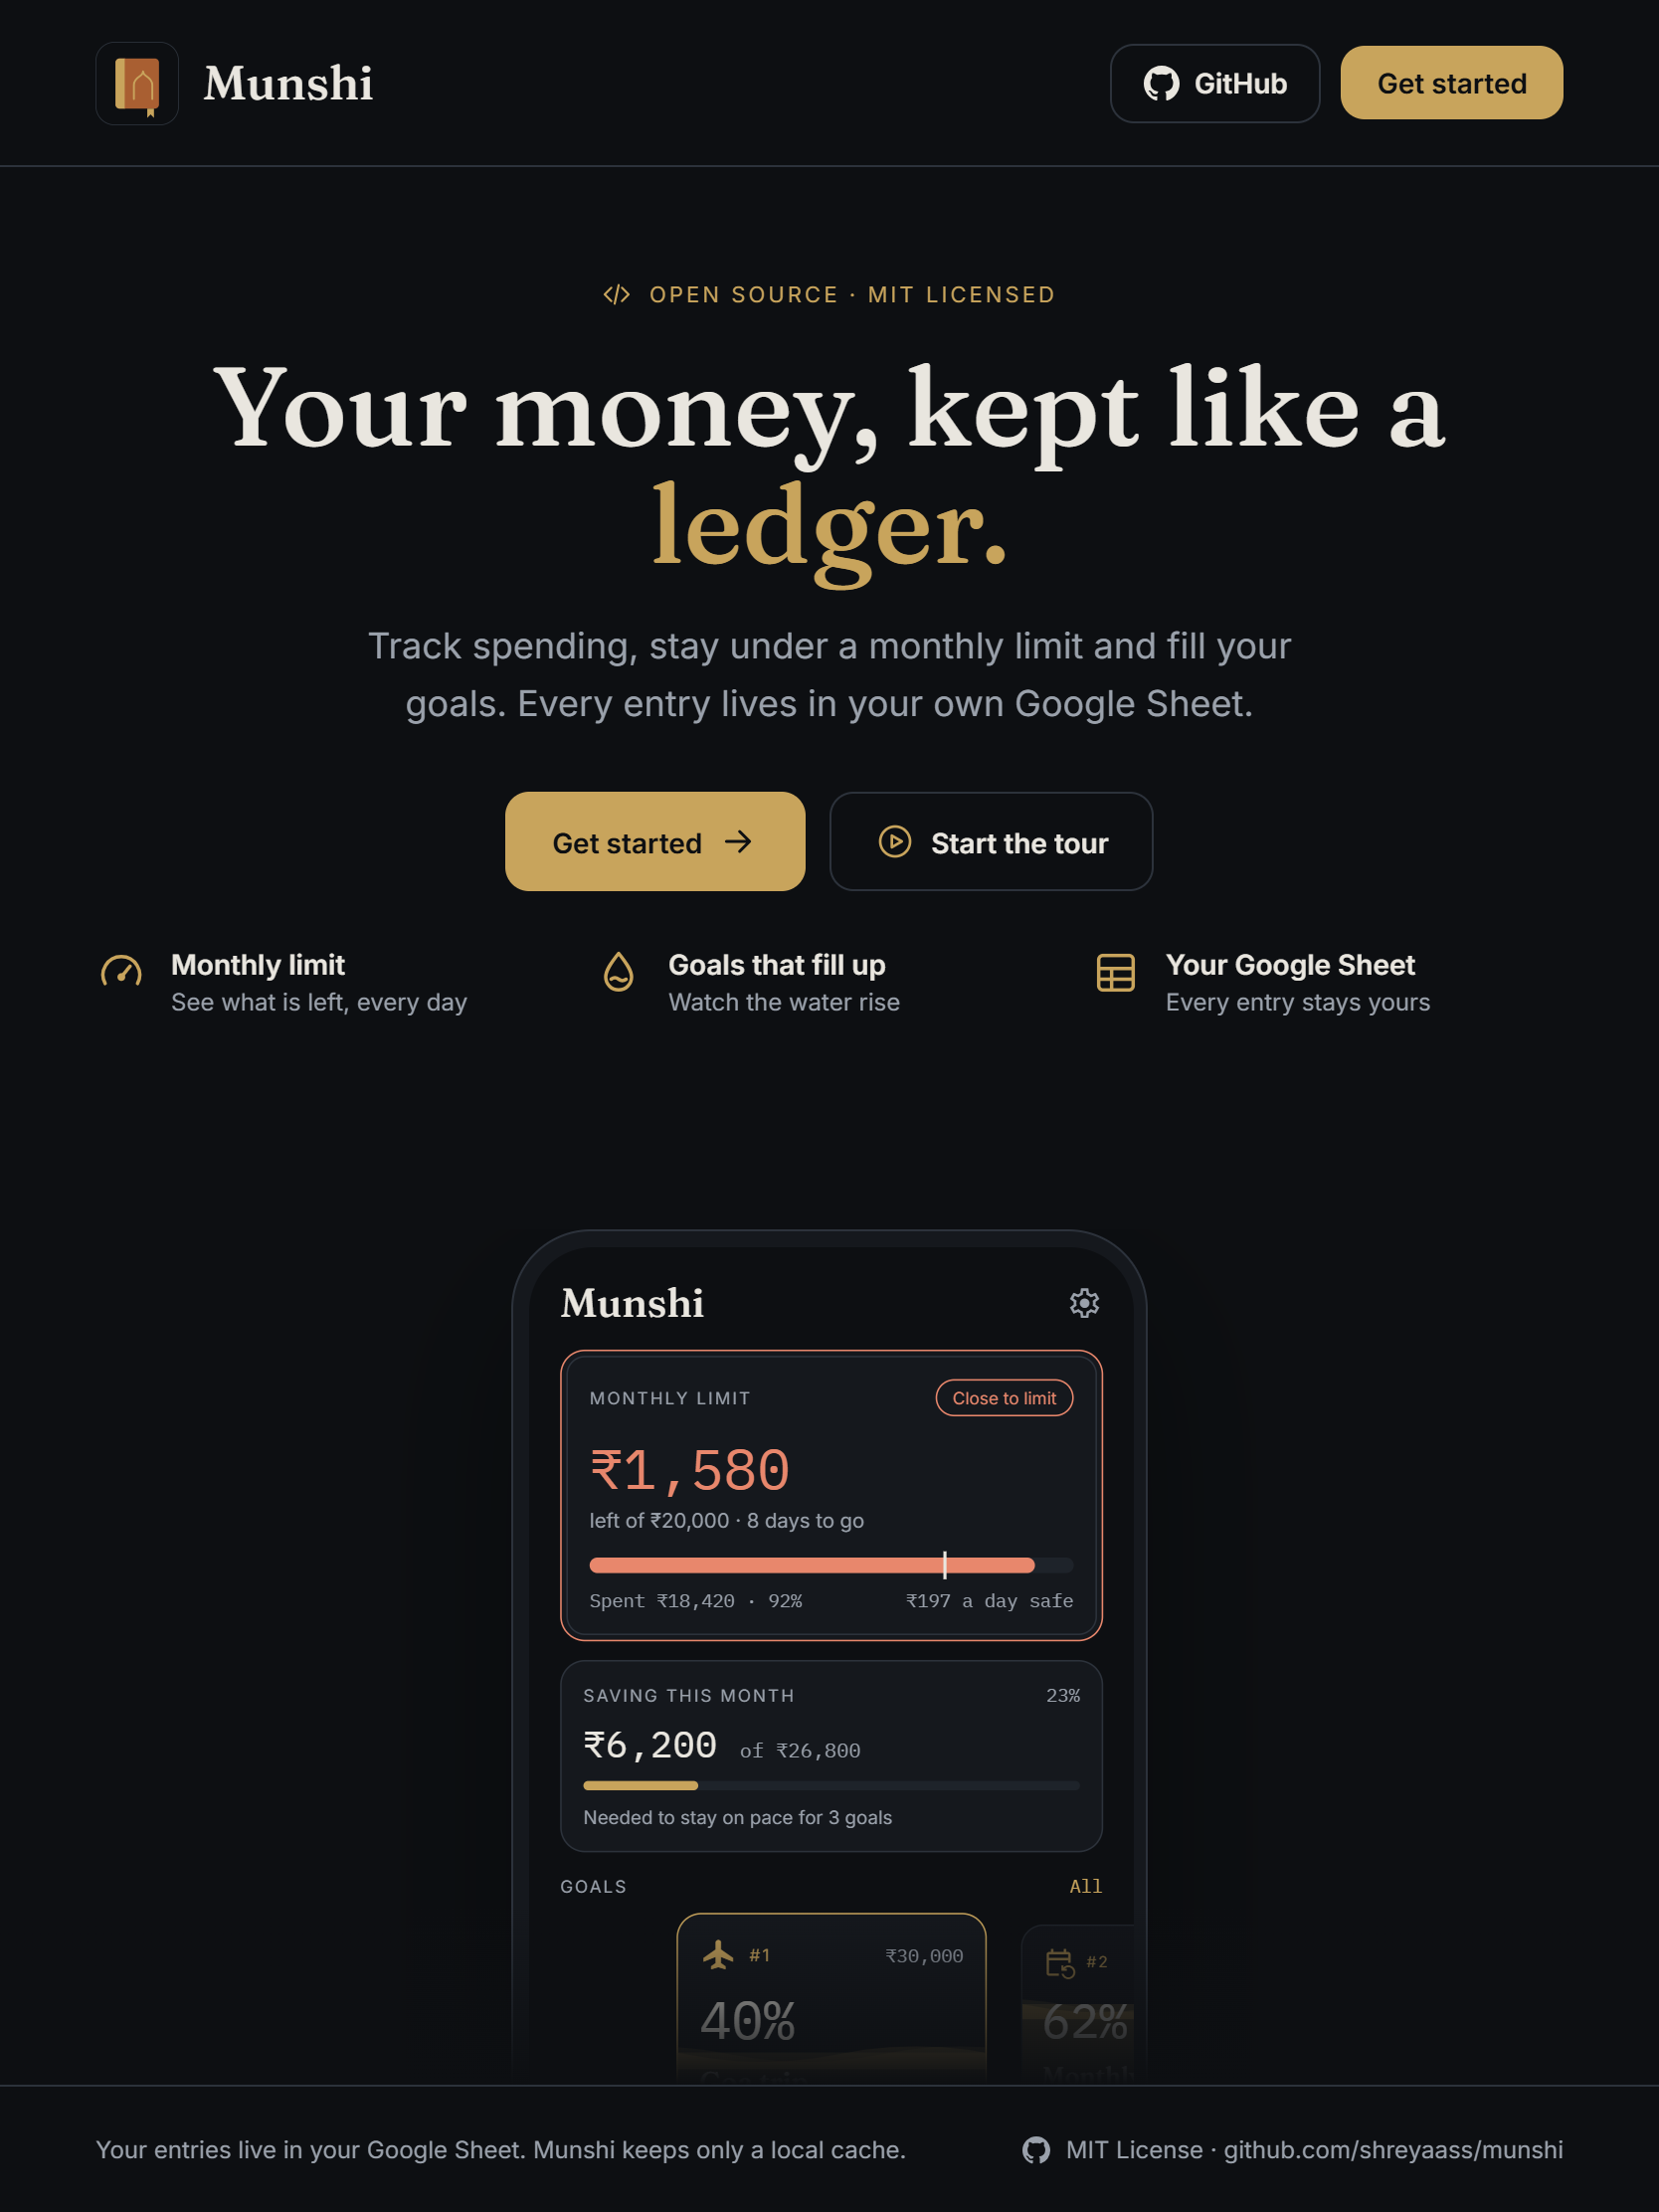 Munshi
GitHub
Get started
OPEN SOURCE · MIT LICENSED
Your money, kept like a
ledger.
Track spending, stay under a monthly limit and fill your
goals. Every entry lives in your own Google Sheet.
Get started
Start the tour
Monthly limit
See what is left, every day
Goals that fill up
Watch the water rise
Your Google Sheet
Every entry stays yours
Munshi
MONTHLY LIMIT
Close to limit
₹1,580
left of ₹20,000 · 8 days to go
Spent ₹18,420 · 92%
₹197 a day safe
SAVING THIS MONTH
23%
₹6,200 of ₹26,800
Needed to stay on pace for 3 goals
GOALS
All
#1
₹30,000
40%
#2
62%
Your entries live in your Google Sheet. Munshi keeps only a local cache.
MIT License · github.com/shreyaass/munshi